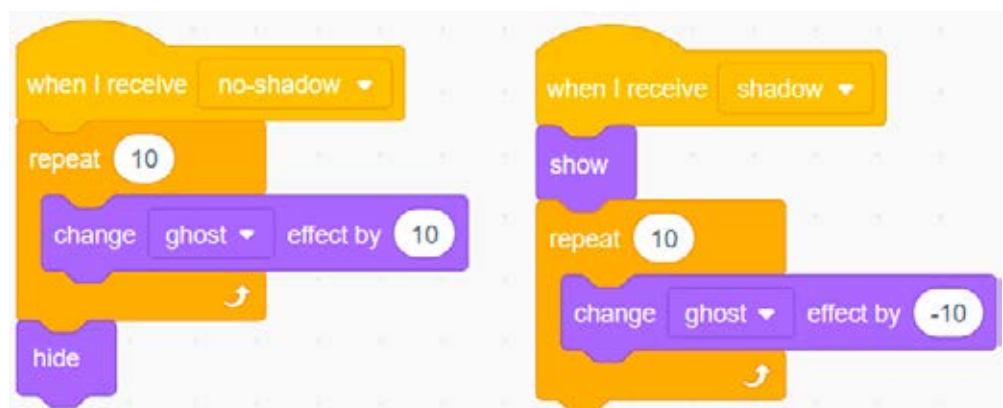 when I receive no-shadow
repeat 10
change ghost effect by 10
hide
when I receive shadow
show
repeat 10
change ghost effect by -10